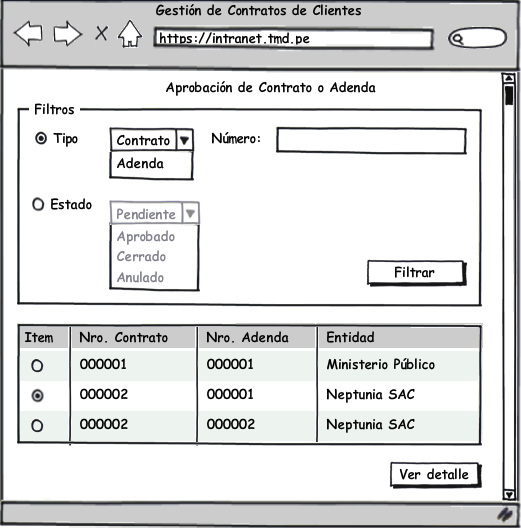 Gestión de Contratos de Clientes
https://intranet.tmd.pe
Aprobación de Contrato o Adenda
Filtros
Tipo Contrato Número:
Adenda
Estado Pendiente
Aprobado
Cerrado
Anulado
Filtrar
Item Nro. Contrato Nro. Adenda Entidad
000001 000001 Ministerio Público
000002 000001 Neptunia SAC
000002 000002 Neptunia SAC
Ver detalle